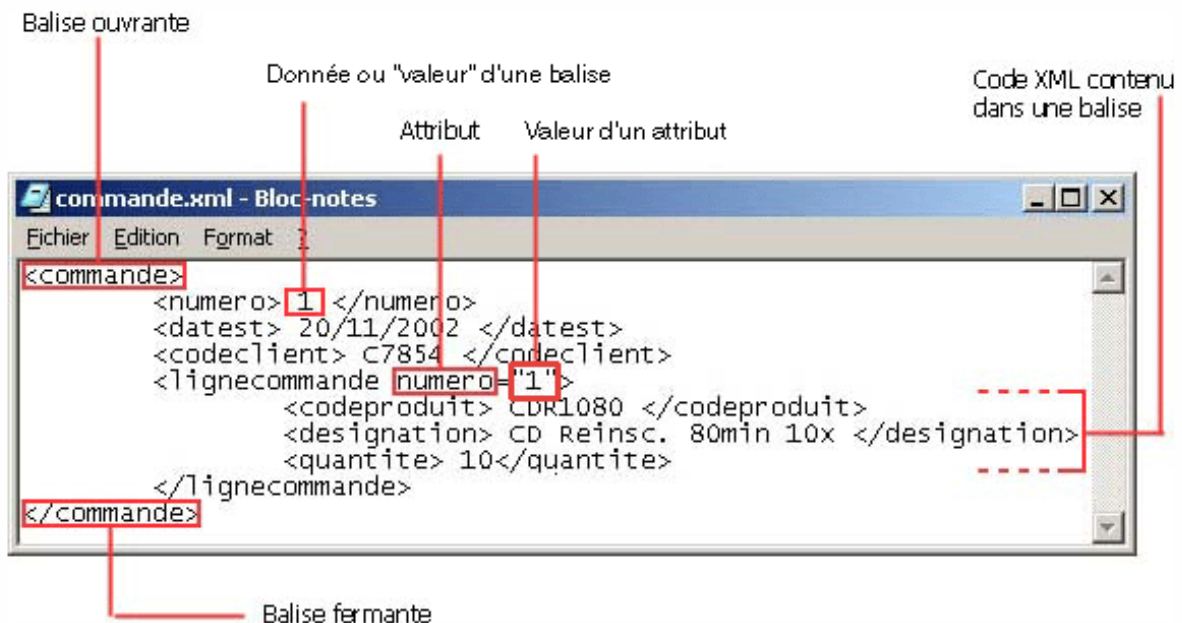 Balise ouvrante
Donnée ou "valeur" d'une balise
Code XML contenu
dans une balise
Attribut
Valeur d'un attribut
commande.xml - Bloc-notes
Fichier Edition Format ?
<commande>
<numero> 1 </numero>
<datest> 20/11/2002 </datest>
<codeclient> C7854 </codeclient>
<lignecommande numero="1">
<codeproduit> CDR1080 </codeproduit>
<designation> CD Reinsc. 80min 10x </designation>
<quantite> 10</quantite>
</lignecommande>
</commande>
Balise fermante